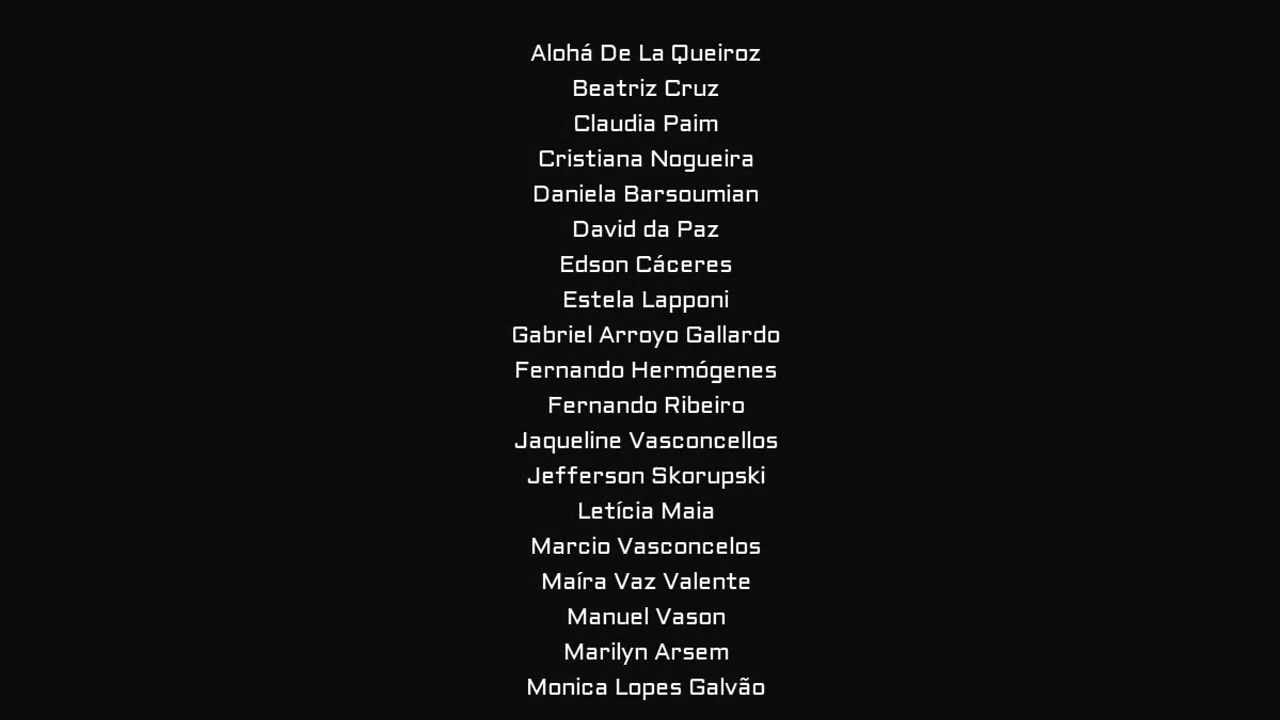 Alohá De La Queiroz
Beatriz Cruz
Claudia Paim
Cristiana Nogueira
Daniela Barsoumian
David da Paz
Edson Cáceres
Estela Lapponi
Gabriel Arroyo Gallardo
Fernando Hermógenes
Fernando Ribeiro
Jaqueline Vasconcellos
Jefferson Skorupski
Letícia Maia
Marcio Vasconcelos
Maíra Vaz Valente
Manuel Vason
Marilyn Arsem
Monica Lopes Galvão